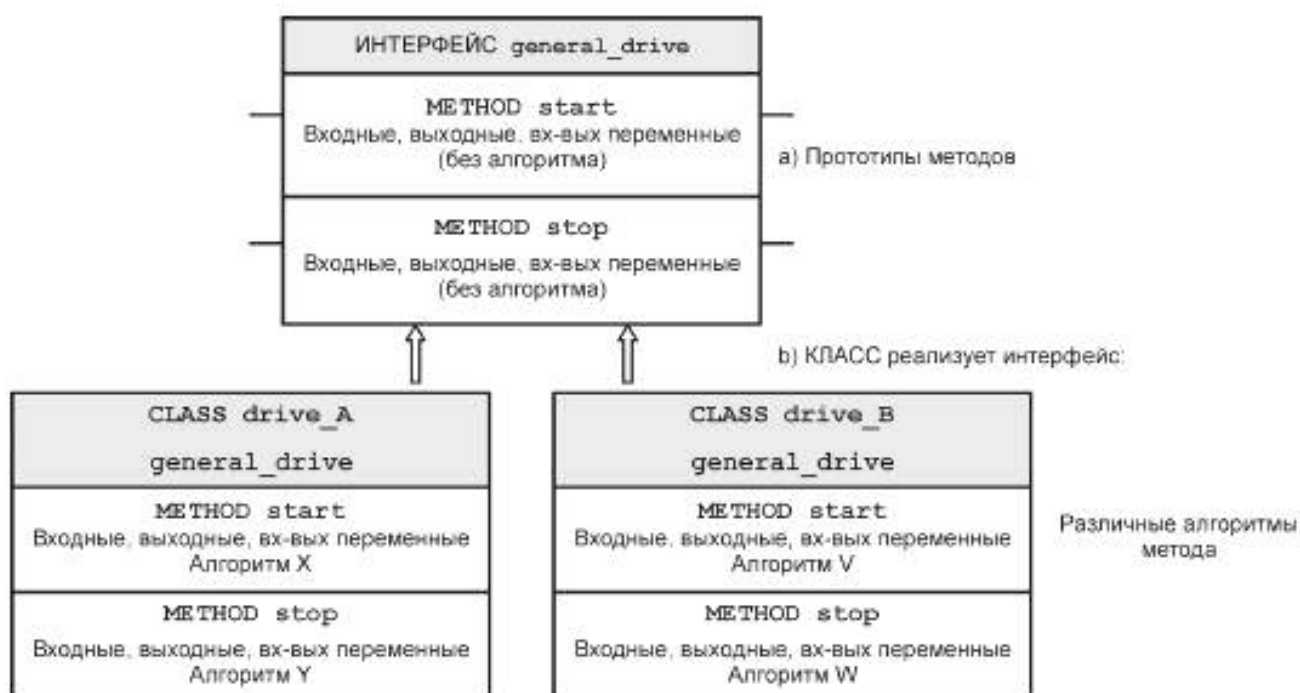 ИНТЕРФЕЙС general_drive
METHOD start
Входные, выходные, вх-вых переменные
(без алгоритма)
a) Прототипы методов
METHOD stop
Входные, выходные, вх-вых переменные
(без алгоритма)
b) КЛАСС реализует интерфейс:
CLASS drive_A
general_drive
METHOD start
Входные, выходные, вх-вых переменные
Алгоритм X
METHOD stop
Входные, выходные, вх-вых переменные
Алгоритм Y
CLASS drive_B
general_drive
METHOD start
Входные, выходные, вх-вых переменные
Алгоритм V
METHOD stop
Входные, выходные, вх-вых переменные
Алгоритм W
Различные алгоритмы
метода